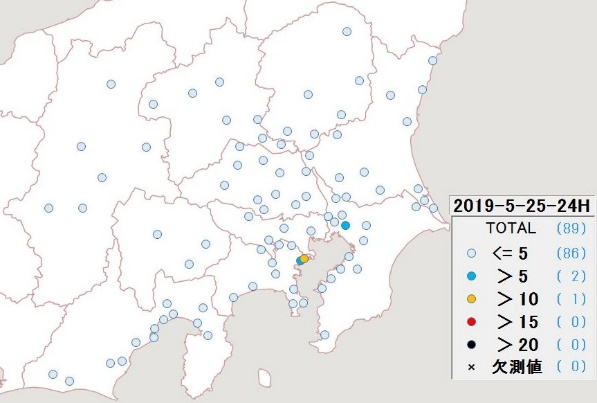 2019-5-25-24H
TOTAL (89)
<= 5 (86)
＞ 5 ( 2)
＞ 10 ( 1)
＞ 15 ( 0)
＞ 20 ( 0)
× 欠測値 ( 0)